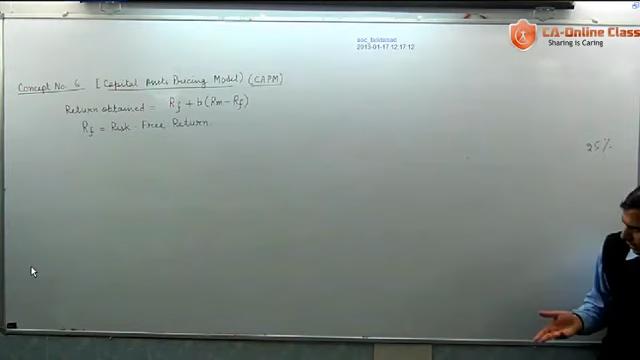 CA-Online Class
Sharing is Caring
2013-01-17 12:17:12
Concept No. 6 [Capital Assets Pricing Model) (CAPM]
Return obtained = Rf + b (Rm - Rf)
Rf = Risk Free Return
25%